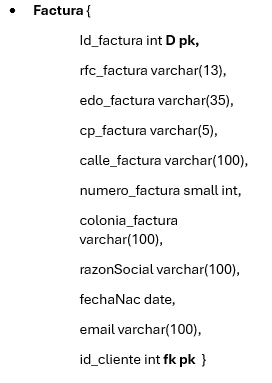 • Factura {
Id_factura int D pk,
rfc_factura varchar(13),
edo_factura varchar(35),
cp_factura varchar(5),
calle_factura varchar(100),
numero_factura small int,
colonia_factura
varchar(100),
razonSocial varchar(100),
fechaNac date,
email varchar(100),
id_cliente int fk pk }